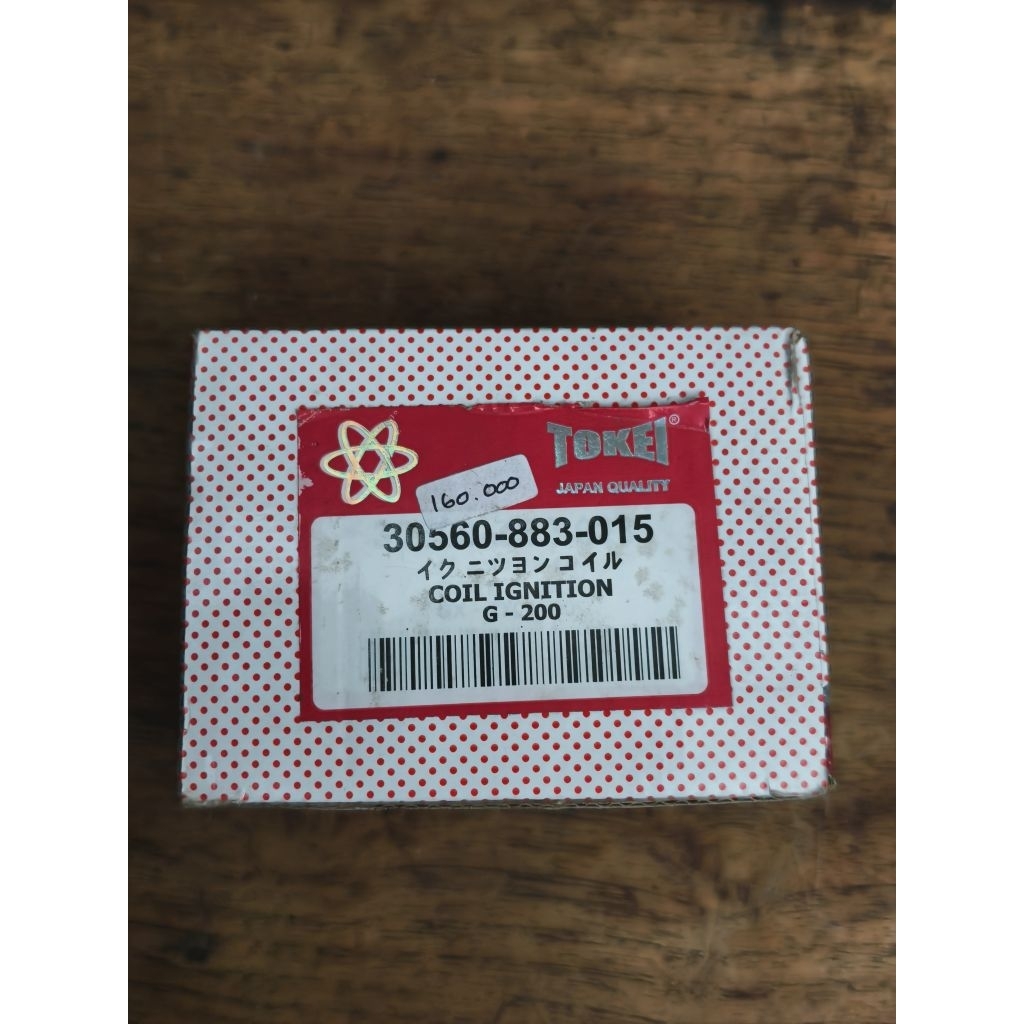 TOKEI®
JAPAN QUALITY
160.000
30560-883-015
イクニツヨンコイル
COIL IGNITION
G - 200